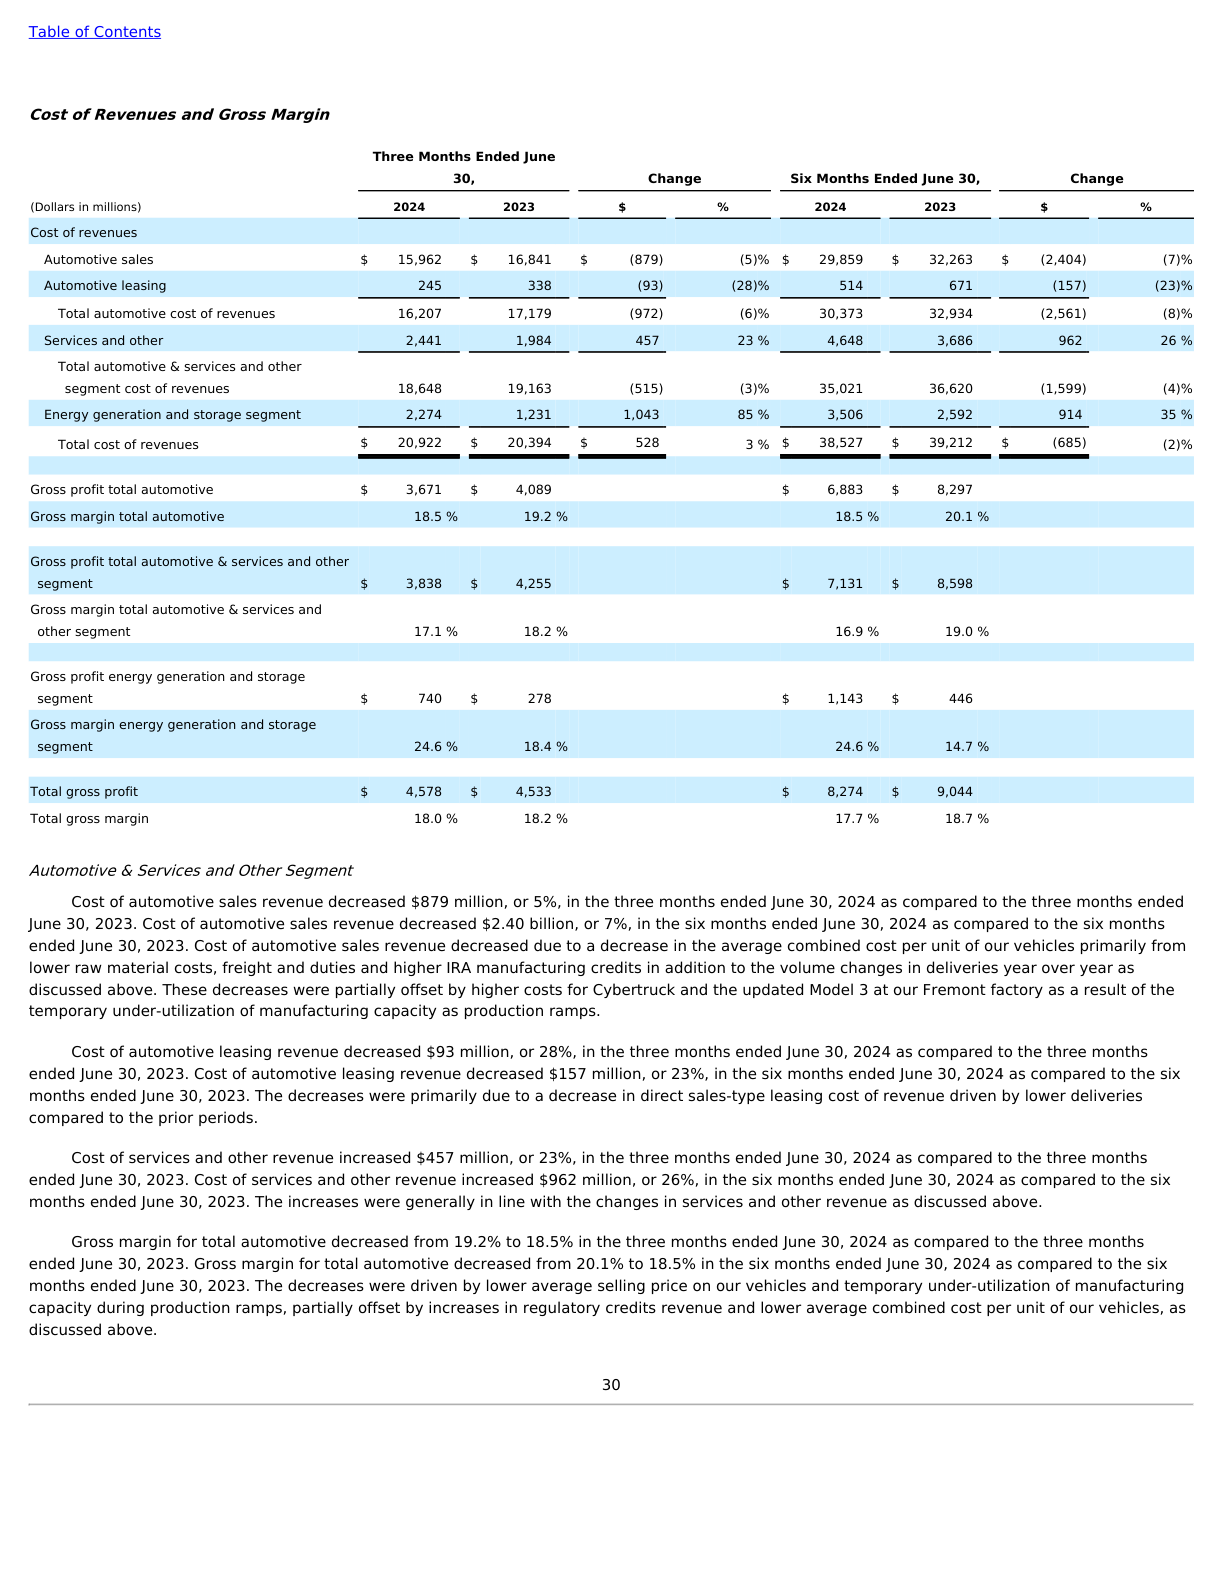 Table of Contents
Cost of Revenues and Gross Margin
Three Months Ended June
30, Change Six Months Ended June 30, Change
(Dollars in millions) 2024 2023 $ % 2024 2023 $ %
Cost of revenues
Automotive sales $ 15,962 $ 16,841 $ (879) (5)% $ 29,859 $ 32,263 $ (2,404) (7)%
Automotive leasing 245 338 (93) (28)% 514 671 (157) (23)%
Total automotive cost of revenues 16,207 17,179 (972) (6)% 30,373 32,934 (2,561) (8)%
Services and other 2,441 1,984 457 23 % 4,648 3,686 962 26 %
Total automotive & services and other
segment cost of revenues 18,648 19,163 (515) (3)% 35,021 36,620 (1,599) (4)%
Energy generation and storage segment 2,274 1,231 1,043 85 % 3,506 2,592 914 35 %
Total cost of revenues $ 20,922 $ 20,394 $ 528 3 % $ 38,527 $ 39,212 $ (685) (2)%
Gross profit total automotive $ 3,671 $ 4,089 $ 6,883 $ 8,297
Gross margin total automotive 18.5 % 19.2 % 18.5 % 20.1 %
Gross profit total automotive & services and other
segment $ 3,838 $ 4,255 $ 7,131 $ 8,598
Gross margin total automotive & services and
other segment 17.1 % 18.2 % 16.9 % 19.0 %
Gross profit energy generation and storage
segment $ 740 $ 278 $ 1,143 $ 446
Gross margin energy generation and storage
segment 24.6 % 18.4 % 24.6 % 14.7 %
Total gross profit $ 4,578 $ 4,533 $ 8,274 $ 9,044
Total gross margin 18.0 % 18.2 % 17.7 % 18.7 %
Automotive & Services and Other Segment
Cost of automotive sales revenue decreased $879 million, or 5%, in the three months ended June 30, 2024 as compared to the three months ended
June 30, 2023. Cost of automotive sales revenue decreased $2.40 billion, or 7%, in the six months ended June 30, 2024 as compared to the six months
ended June 30, 2023. Cost of automotive sales revenue decreased due to a decrease in the average combined cost per unit of our vehicles primarily from
lower raw material costs, freight and duties and higher IRA manufacturing credits in addition to the volume changes in deliveries year over year as
discussed above. These decreases were partially offset by higher costs for Cybertruck and the updated Model 3 at our Fremont factory as a result of the
temporary under-utilization of manufacturing capacity as production ramps.
Cost of automotive leasing revenue decreased $93 million, or 28%, in the three months ended June 30, 2024 as compared to the three months
ended June 30, 2023. Cost of automotive leasing revenue decreased $157 million, or 23%, in the six months ended June 30, 2024 as compared to the six
months ended June 30, 2023. The decreases were primarily due to a decrease in direct sales-type leasing cost of revenue driven by lower deliveries
compared to the prior periods.
Cost of services and other revenue increased $457 million, or 23%, in the three months ended June 30, 2024 as compared to the three months
ended June 30, 2023. Cost of services and other revenue increased $962 million, or 26%, in the six months ended June 30, 2024 as compared to the six
months ended June 30, 2023. The increases were generally in line with the changes in services and other revenue as discussed above.
Gross margin for total automotive decreased from 19.2% to 18.5% in the three months ended June 30, 2024 as compared to the three months
ended June 30, 2023. Gross margin for total automotive decreased from 20.1% to 18.5% in the six months ended June 30, 2024 as compared to the six
months ended June 30, 2023. The decreases were driven by lower average selling price on our vehicles and temporary under-utilization of manufacturing
capacity during production ramps, partially offset by increases in regulatory credits revenue and lower average combined cost per unit of our vehicles, as
discussed above.
30